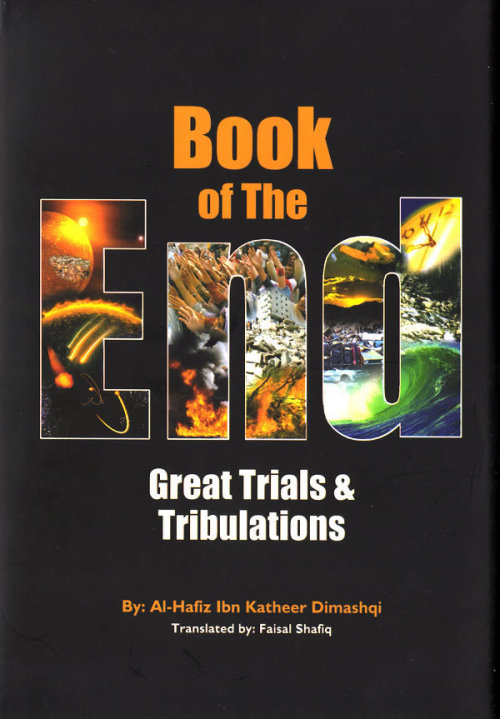 Book
of The
End
Great Trials &
Tribulations
By: Al-Hafiz Ibn Katheer Dimashqi
Translated by: Faisal Shafiq